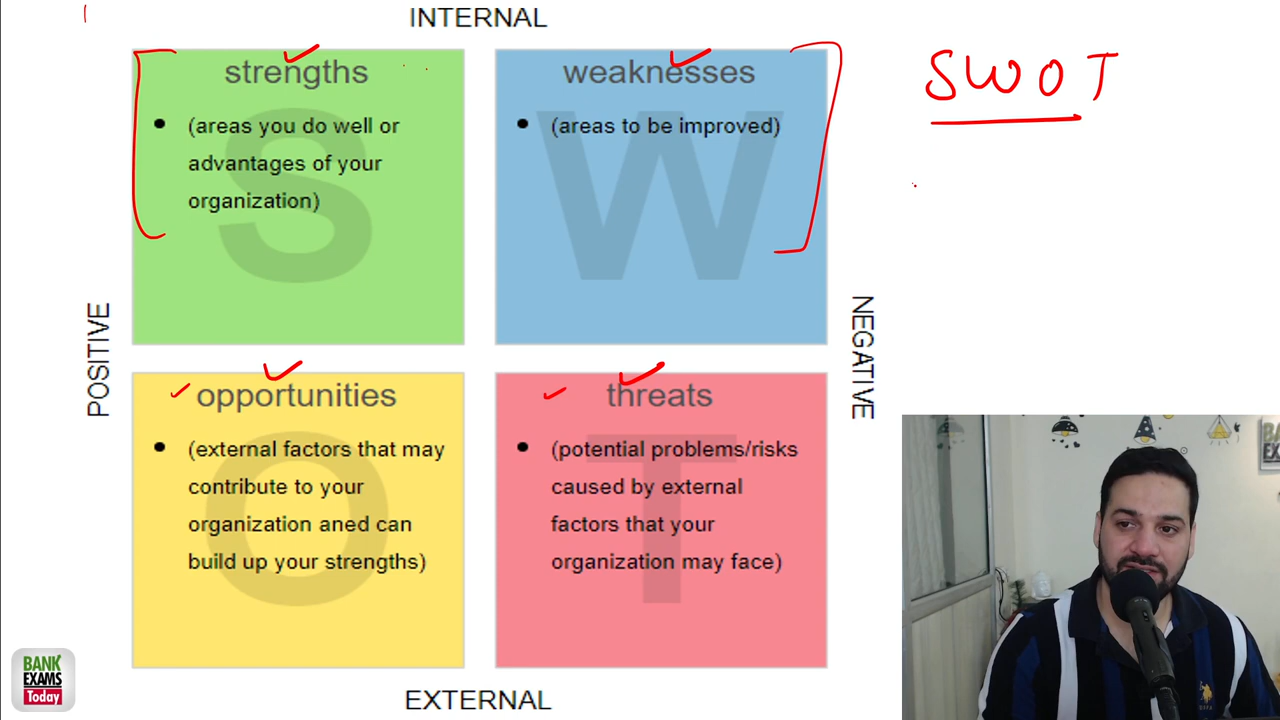 INTERNAL
strengths
(areas you do well or
advantages of your
organization)
weaknesses
(areas to be improved)
SWOT
POSITIVE
NEGATIVE
opportunities
(external factors that may
contribute to your
organization aned can
build up your strengths)
threats
(potential problems/risks
caused by external
factors that your
organization may face)
EXTERNAL
BANK
EXAMS
Today
BANK